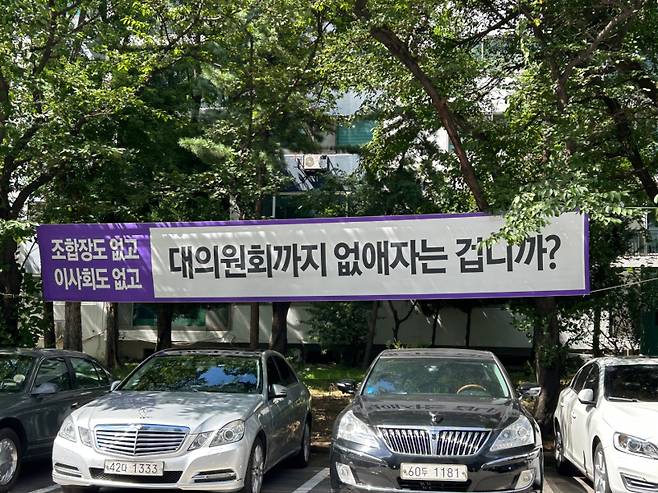 조합장도 없고
이사회도 없고
대의원회까지 없애자는 겁니까?
42다 1333
60두 1181